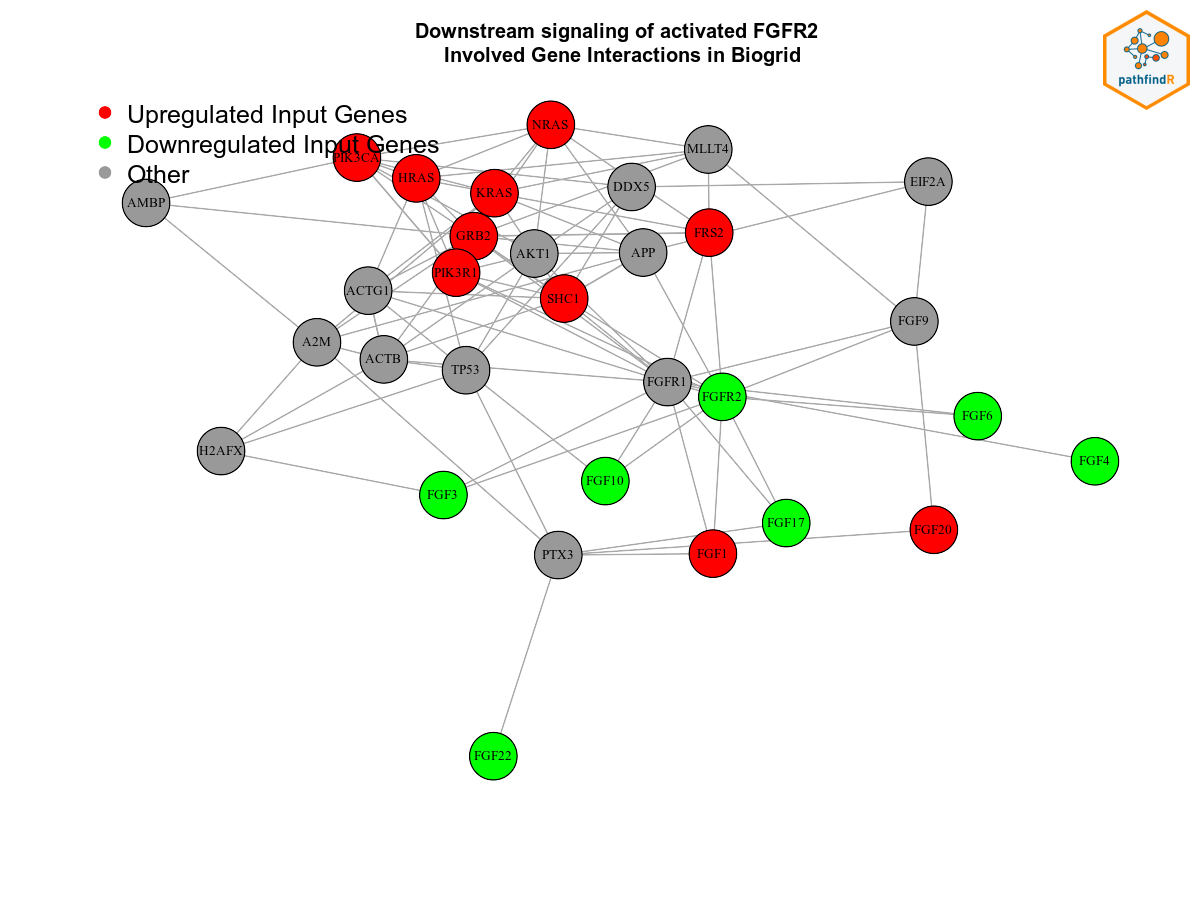 Downstream signaling of activated FGFR2
Involved Gene Interactions in Biogrid
pathfindR
Upregulated Input Genes
Downregulated Input Genes
Other
NRAS
MLLT4
PIK3CA
HRAS
KRAS
DDX5
EIF2A
AMBP
GRB2
FRS2
AKT1
APP
PIK3R1
ACTG1
SHC1
FGF9
A2M
ACTB
TP53
FGFR1
FGFR2
FGF6
H2AFX
FGF4
FGF10
FGF3
FGF17
FGF20
PTX3
FGF1
FGF22